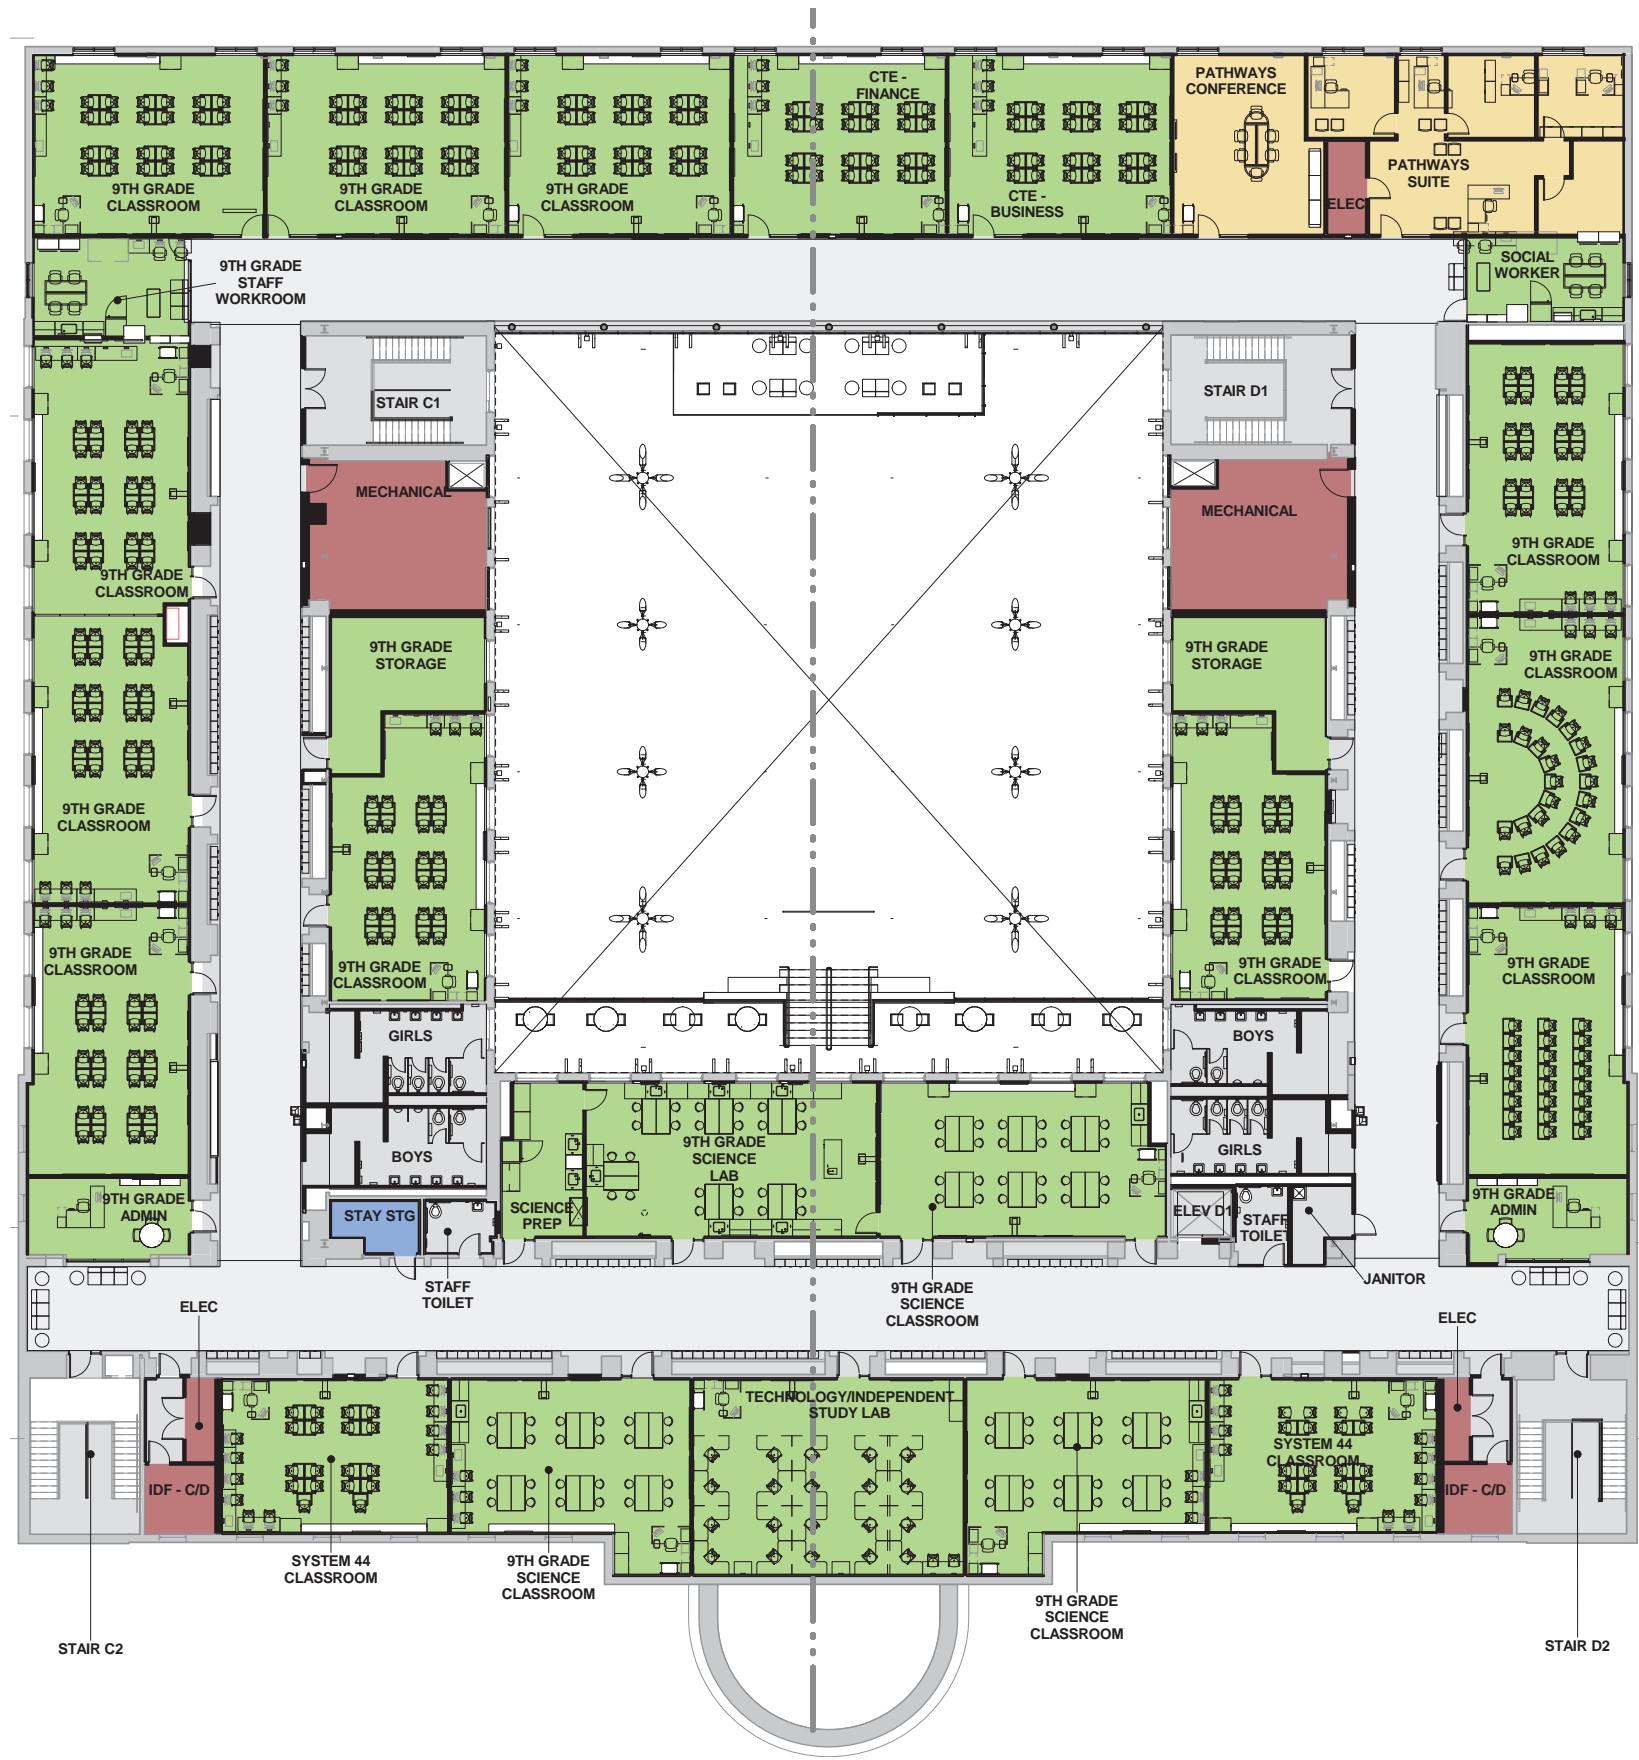 CTE -
FINANCE
PATHWAYS
CONFERENCE
9TH GRADE
CLASSROOM
9TH GRADE
CLASSROOM
9TH GRADE
CLASSROOM
CTE -
BUSINESS
ELEC
PATHWAYS
SUITE
9TH GRADE
STAFF
WORKROOM
SOCIAL
WORKER
STAIR C1
STAIR D1
MECHANICAL
MECHANICAL
9TH GRADE
CLASSROOM
9TH GRADE
CLASSROOM
9TH GRADE
STORAGE
9TH GRADE
STORAGE
9TH GRADE
CLASSROOM
9TH GRADE
CLASSROOM
9TH GRADE
CLASSROOM
9TH GRADE
CLASSROOM
9TH GRADE
CLASSROOM
9TH GRADE
CLASSROOM
GIRLS
BOYS
BOYS
9TH GRADE
SCIENCE
LAB
GIRLS
9TH GRADE
ADMIN
STAY STG
SCIENCE
PREP
ELEV D1
STAFF
TOILET
9TH GRADE
ADMIN
STAFF
TOILET
9TH GRADE
SCIENCE
CLASSROOM
JANITOR
ELEC
ELEC
TECHNOLOGY/INDEPENDENT
STUDY LAB
SYSTEM 44
CLASSROOM
IDF - C/D
IDF - C/D
SYSTEM 44
CLASSROOM
9TH GRADE
SCIENCE
CLASSROOM
9TH GRADE
SCIENCE
CLASSROOM
STAIR C2
STAIR D2